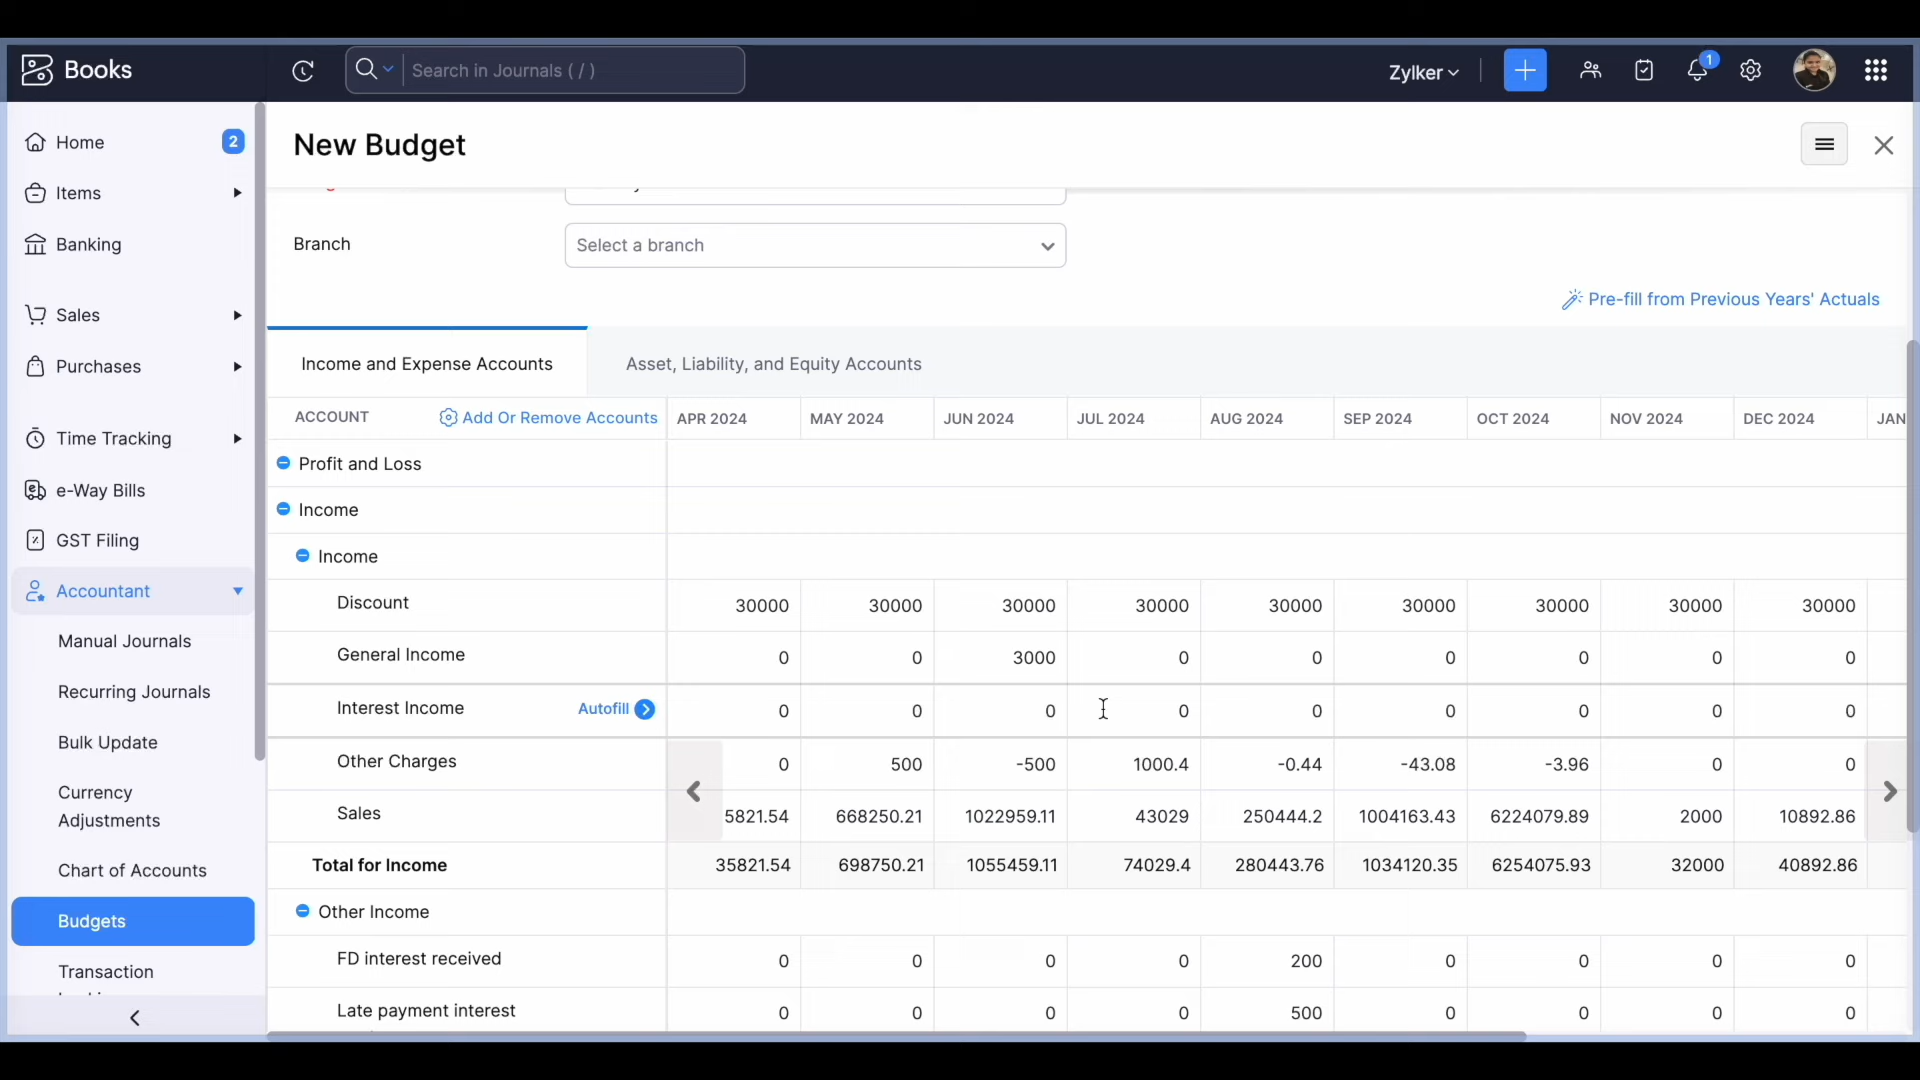 Books
Search in Journals ( / )
Zylker
1
Home
2
Items
Banking
Sales
Purchases
Time Tracking
e-Way Bills
GST Filing
Accountant
Manual Journals
Recurring Journals
Bulk Update
Currency
Adjustments
Chart of Accounts
Budgets
Transaction
New Budget
Branch
Select a branch
Pre-fill from Previous Years' Actuals
Income and Expense Accounts
Asset, Liability, and Equity Accounts
ACCOUNT Add Or Remove Accounts APR 2024 MAY 2024 JUN 2024 JUL 2024 AUG 2024 SEP 2024 OCT 2024 NOV 2024 DEC 2024 JAN
Profit and Loss
Income
Income
Discount 30000 30000 30000 30000 30000 30000 30000 30000 30000
General Income 0 0 3000 0 0 0 0 0 0
Interest Income Autofill 0 0 0 0 0 0 0 0 0
Other Charges 0 500 -500 1000.4 -0.44 -43.08 -3.96 0 0
Sales 5821.54 668250.21 1022959.11 43029 250444.2 1004163.43 6224079.89 2000 10892.86
Total for Income 35821.54 698750.21 1055459.11 74029.4 280443.76 1034120.35 6254075.93 32000 40892.86
Other Income
FD interest received 0 0 0 0 200 0 0 0 0
Late payment interest 0 0 0 0 500 0 0 0 0